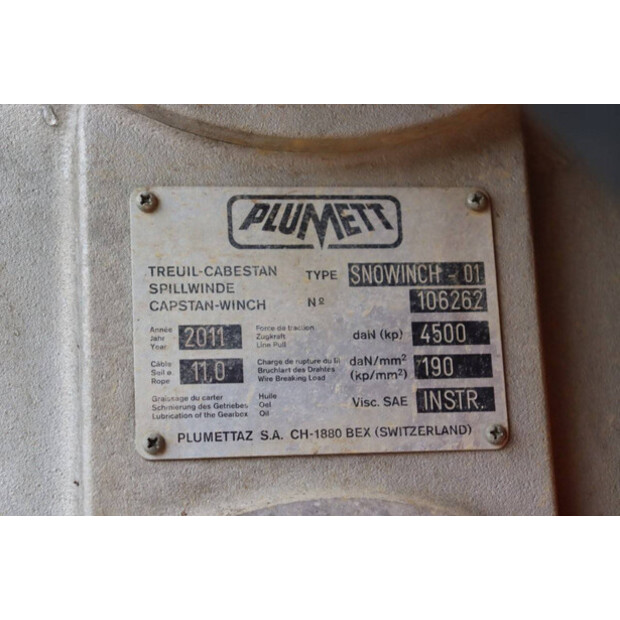 PLUMETT
TREUIL-CABESTAN
SPILLWINDE
CAPSTAN-WINCH
TYPE SNOWINCH - 01
Nº 106262
Année
Jahr
Year
2011
Force de traction
Zugkraft
Line Pull
daN (kp) 4500
Câble
Seil ø
Rope
11,0
Charge de rupture du fil
Bruchlast des Drahtes
Wire Breaking Load
daN/mm²
(kp/mm²)
190
Graissage du carter
Schmierung des Getriebes
Lubrication of the Gearbox
Huile
Oel
Oil
Visc. SAE INSTR.
PLUMETTAZ S.A. CH-1880 BEX (SWITZERLAND)